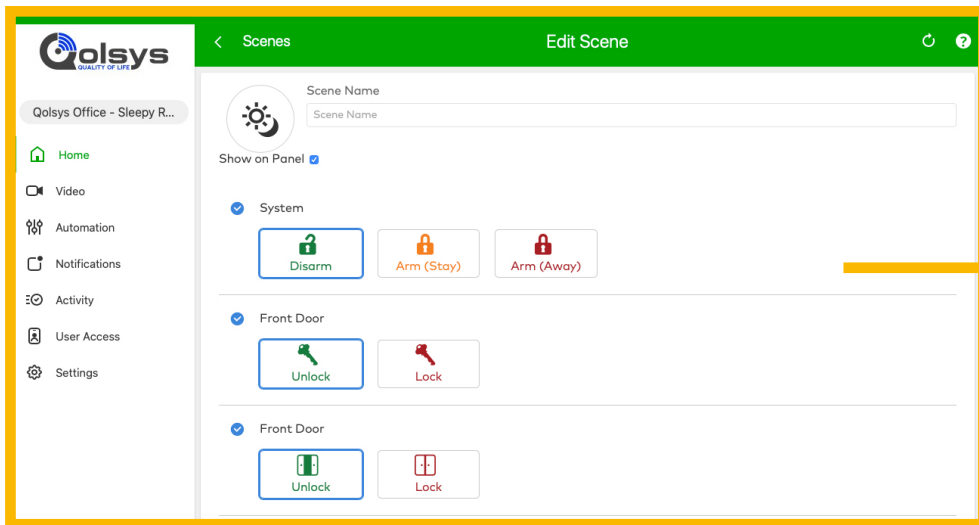 Qolsys
QUALITY OF LIFE
Qolsys Office - Sleepy R...
Home
Video
Automation
Notifications
Activity
User Access
Settings
Scenes
Edit Scene
?
Scene Name
Scene Name
Show on Panel
System
Disarm
Arm (Stay)
Arm (Away)
Front Door
Unlock
Lock
Front Door
Unlock
Lock